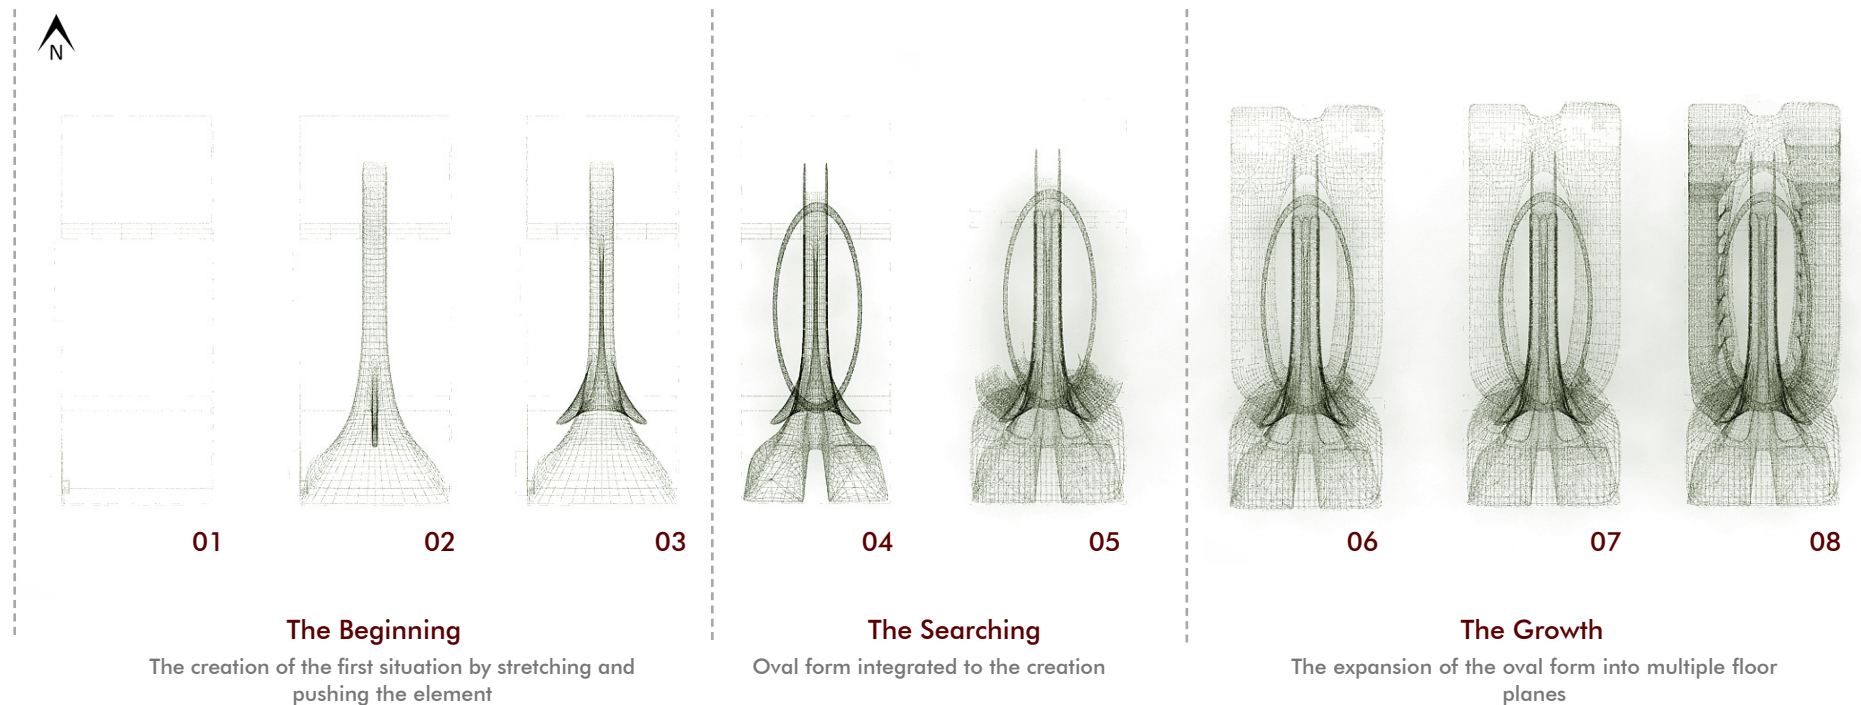 N
01
02
03
04
05
06
07
08
The Beginning
The creation of the first situation by stretching and
pushing the element
The Searching
Oval form integrated to the creation
The Growth
The expansion of the oval form into multiple floor
planes